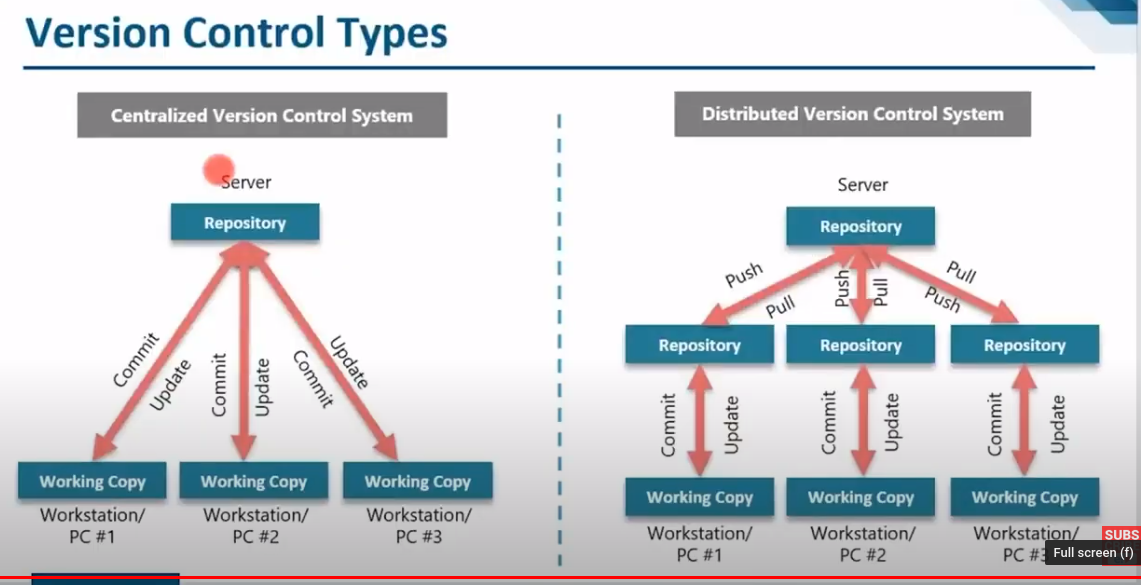 Version Control Types
Centralized Version Control System
Server
Repository
Commit
Update
Commit
Update
Commit
Update
Working Copy
Working Copy
Working Copy
Workstation/
PC #1
Workstation/
PC #2
Workstation/
PC #3
Distributed Version Control System
Server
Repository
Push
Pull
Push
Pull
Pull
Push
Repository
Repository
Repository
Commit
Update
Commit
Update
Commit
Update
Working Copy
Working Copy
Working Copy
Workstation/
PC #1
Workstation/
PC #2
Workstation/
PC #3
SUBS
Full screen (f)